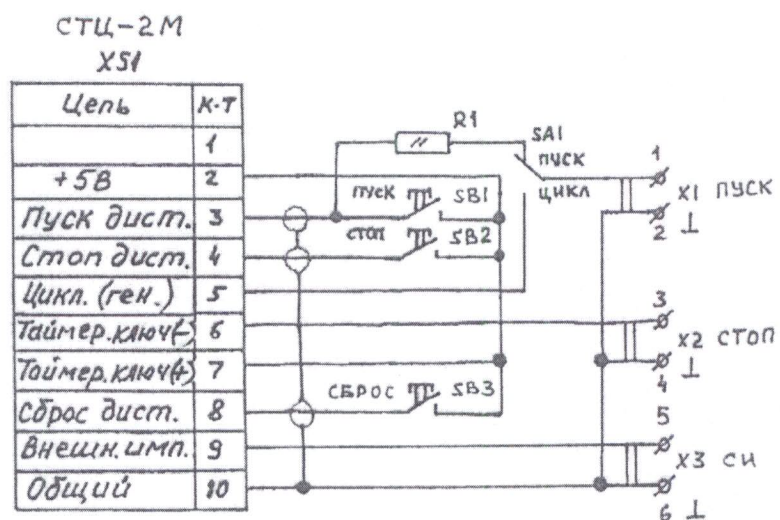 СТЦ-2М
XS1
Цепь К-Т
1
+5В 2
Пуск дист. 3
Стоп дист. 4
Цикл. (ген.) 5
Таймер.ключ(-) 6
Таймер.ключ(+) 7
Сброс дист. 8
Внешн.имп. 9
Общий 10
R1
SA1
ПУСК
ЦИКЛ
ПУСК SB1
СТОП SB2
СБРОС SB3
1
X1 ПУСК
2 ⊥
3
X2 СТОП
4 ⊥
5
X3 СИ
6 ⊥